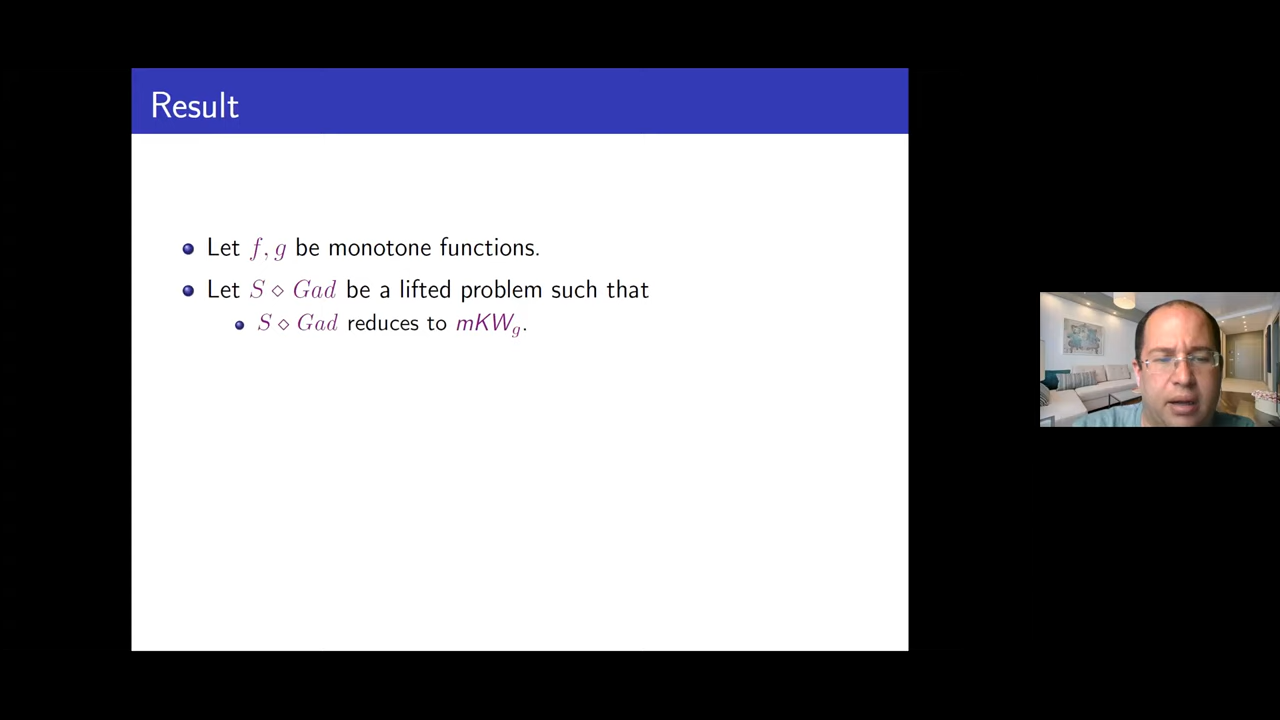 Result
Let f, g be monotone functions.
Let S ⋄ Gad be a lifted problem such that
S ⋄ Gad reduces to mKW_g.